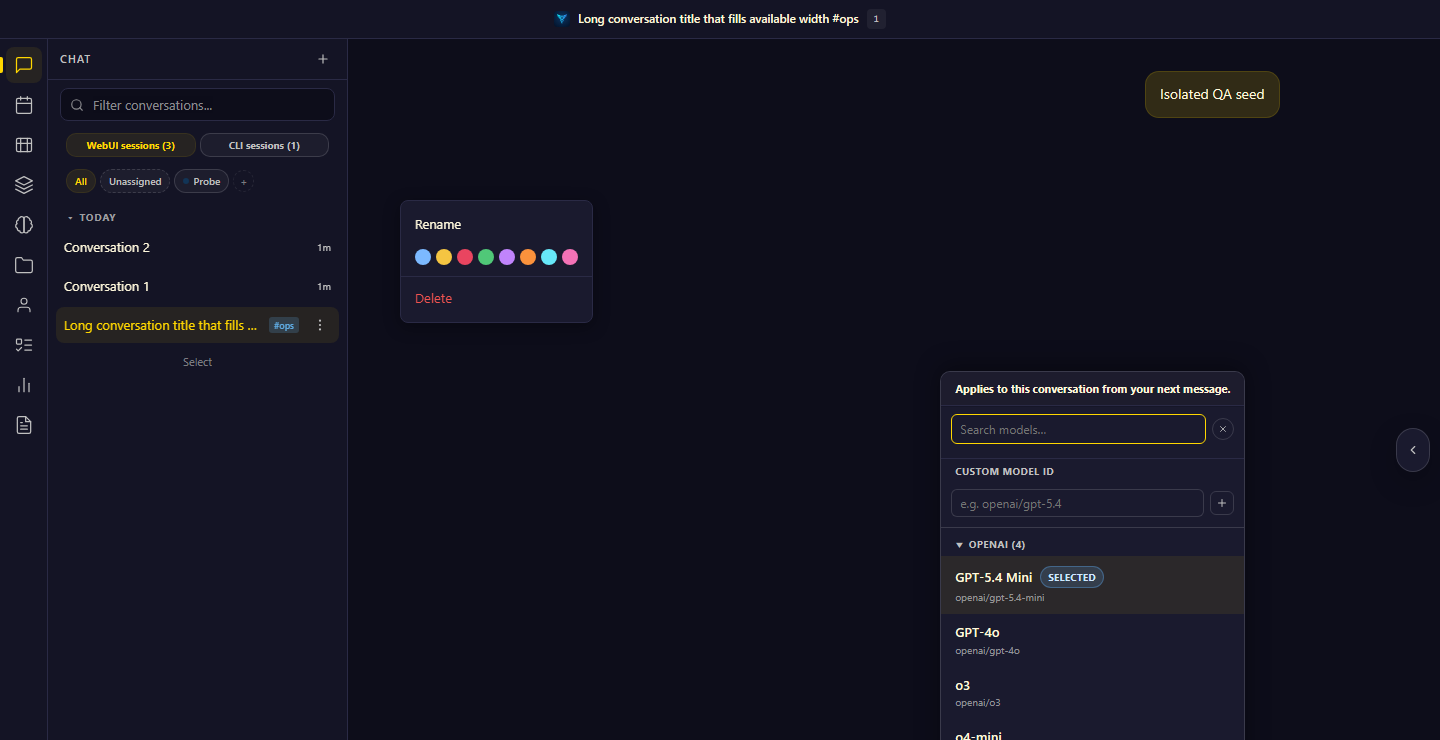 Long conversation title that fills available width #ops 1
CHAT
Filter conversations...
WebUI sessions (3) CLI sessions (1)
All Unassigned Probe +
TODAY
Conversation 2 1m
Conversation 1 1m
Long conversation title that fills ... #ops
Select
Isolated QA seed
Rename
Delete
Applies to this conversation from your next message.
Search models...
CUSTOM MODEL ID
e.g. openai/gpt-5.4
OPENAI (4)
GPT-5.4 Mini SELECTED
openai/gpt-5.4-mini
GPT-4o
openai/gpt-4o
o3
openai/o3
o4-mini